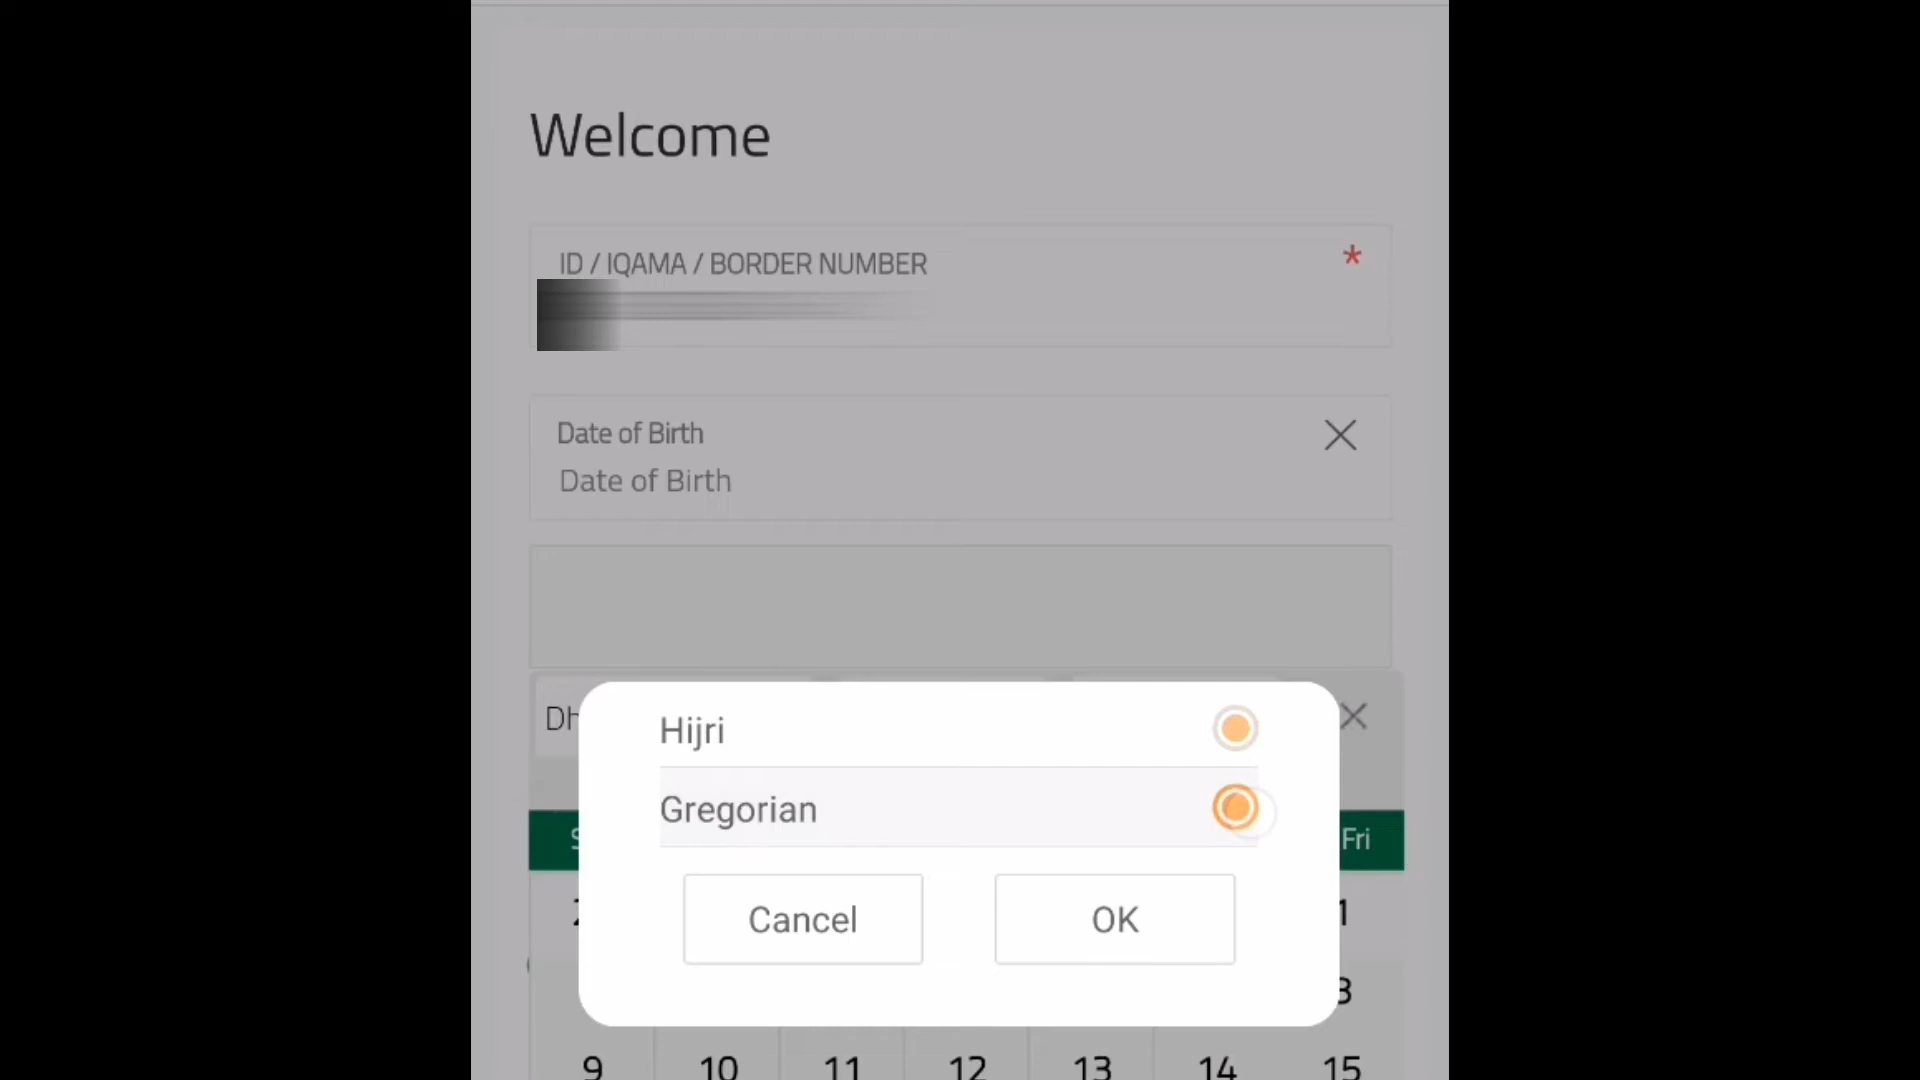 Welcome
ID / IQAMA / BORDER NUMBER
*
Date of Birth
Date of Birth
Hijri
Gregorian
Fri
Cancel
OK
9 10 11 12 13 14 15